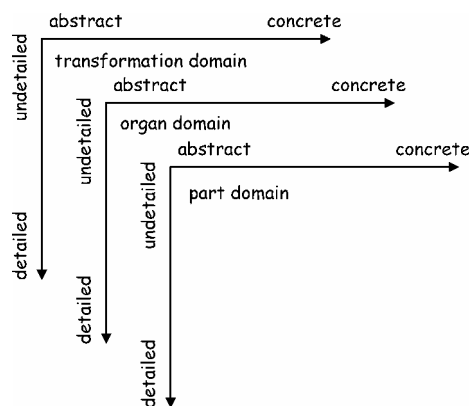 abstract concrete
undetailed
transformation domain
detailed
abstract concrete
undetailed
organ domain
detailed
abstract concrete
undetailed
part domain
detailed